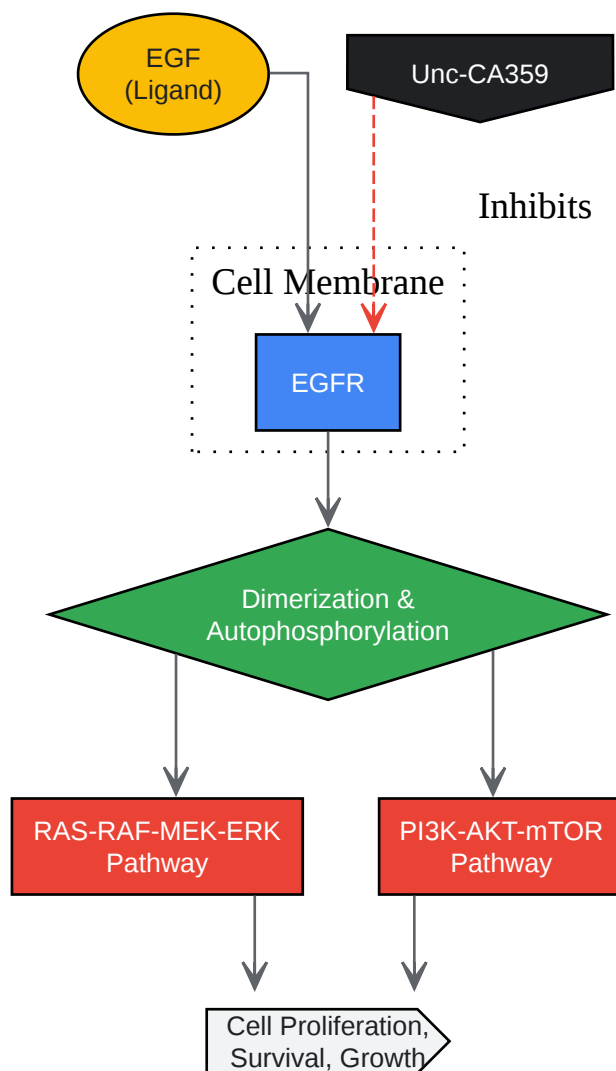 EGF
(Ligand)
Unc-CA359
Inhibits
Cell Membrane
EGFR
Dimerization &
Autophosphorylation
RAS-RAF-MEK-ERK
Pathway
PI3K-AKT-mTOR
Pathway
Cell Proliferation,
Survival, Growth